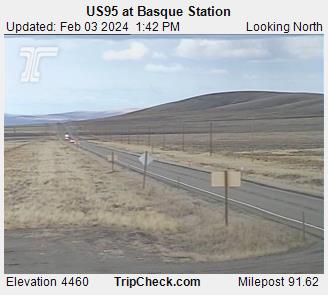 US95 at Basque Station
Updated: Feb 03 2024 1:42 PM Looking North
Elevation 4460 TripCheck.com Milepost 91.62